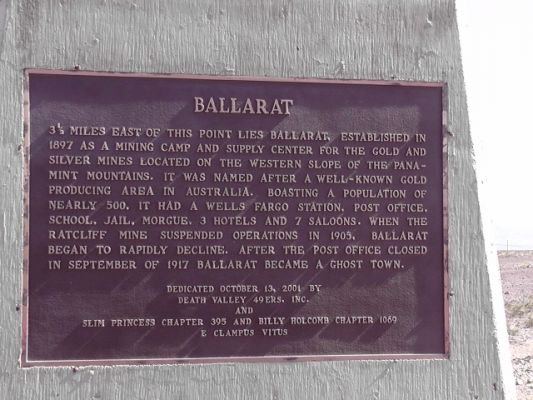 BALLARAT
3½ MILES EAST OF THIS POINT LIES BALLARAT, ESTABLISHED IN
1897 AS A MINING CAMP AND SUPPLY CENTER FOR THE GOLD AND
SILVER MINES LOCATED ON THE WESTERN SLOPE OF THE PANA-
MINT MOUNTAINS. IT WAS NAMED AFTER A WELL-KNOWN GOLD
PRODUCING AREA IN AUSTRALIA. BOASTING A POPULATION OF
NEARLY 500, IT HAD A WELLS FARGO STATION, POST OFFICE,
SCHOOL, JAIL, MORGUE, 3 HOTELS AND 7 SALOONS. WHEN THE
RATCLIFF MINE SUSPENDED OPERATIONS IN 1905, BALLARAT
BEGAN TO RAPIDLY DECLINE. AFTER THE POST OFFICE CLOSED
IN SEPTEMBER OF 1917 BALLARAT BECAME A GHOST TOWN.
DEDICATED OCTOBER 13, 2001 BY
DEATH VALLEY 49ERS, INC.
AND
SLIM PRINCESS CHAPTER 395 AND BILLY HOLCOMB CHAPTER 1069
E CLAMPUS VITUS